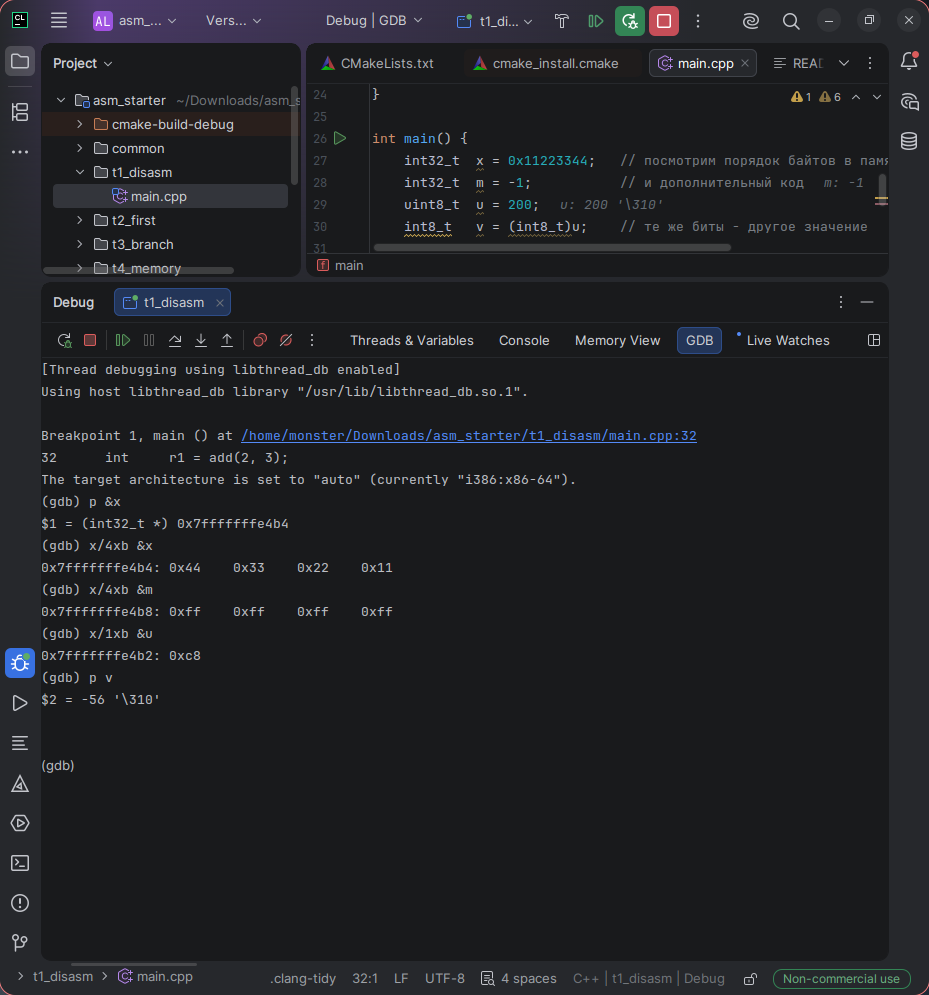 CL
AL asm_...
Vers...
Debug | GDB
t1_di...
Project
asm_starter ~/Downloads/asm_s
cmake-build-debug
common
t1_disasm
main.cpp
t2_first
t3_branch
t4_memory
CMakeLists.txt
cmake_install.cmake
main.cpp
READ
1 6
24 }
25
26 int main() {
27 int32_t x = 0x11223344; // посмотрим порядок байтов в памя
28 int32_t m = -1; // и дополнительный код m: -1
29 uint8_t u = 200; u: 200 '\310'
30 int8_t v = (int8_t)u; // те же биты - другое значение
31
f main
Debug
t1_disasm
Threads & Variables
Console
Memory View
GDB
Live Watches
[Thread debugging using libthread_db enabled]
Using host libthread_db library "/usr/lib/libthread_db.so.1".
Breakpoint 1, main () at /home/monster/Downloads/asm_starter/t1_disasm/main.cpp:32
32 int r1 = add(2, 3);
The target architecture is set to "auto" (currently "i386:x86-64").
(gdb) p &x
$1 = (int32_t *) 0x7fffffffe4b4
(gdb) x/4xb &x
0x7fffffffe4b4: 0x44 0x33 0x22 0x11
(gdb) x/4xb &m
0x7fffffffe4b8: 0xff 0xff 0xff 0xff
(gdb) x/1xb &u
0x7fffffffe4b2: 0xc8
(gdb) p v
$2 = -56 '\310'
(gdb)
t1_disasm > main.cpp
.clang-tidy
32:1
LF
UTF-8
4 spaces
C++ | t1_disasm | Debug
Non-commercial use